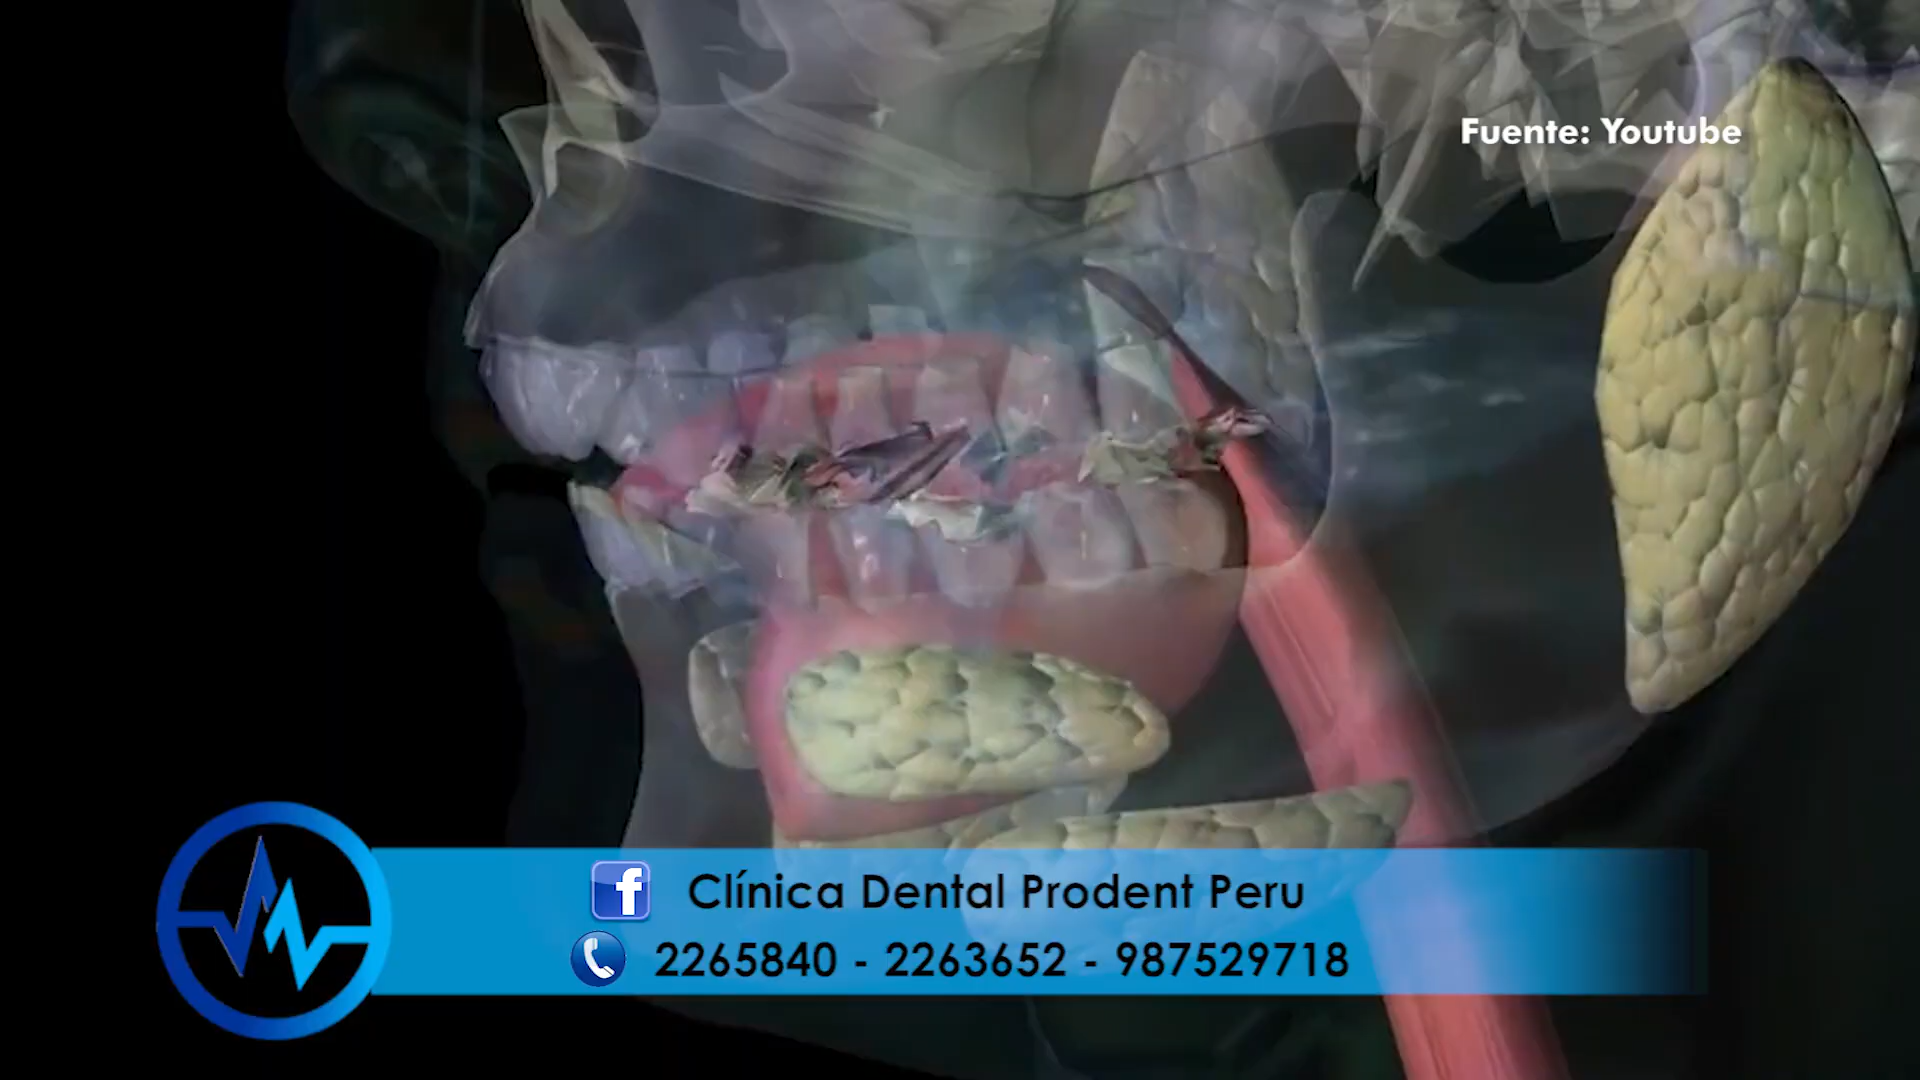 Fuente: Youtube
Clínica Dental Prodent Peru
2265840 - 2263652 - 987529718